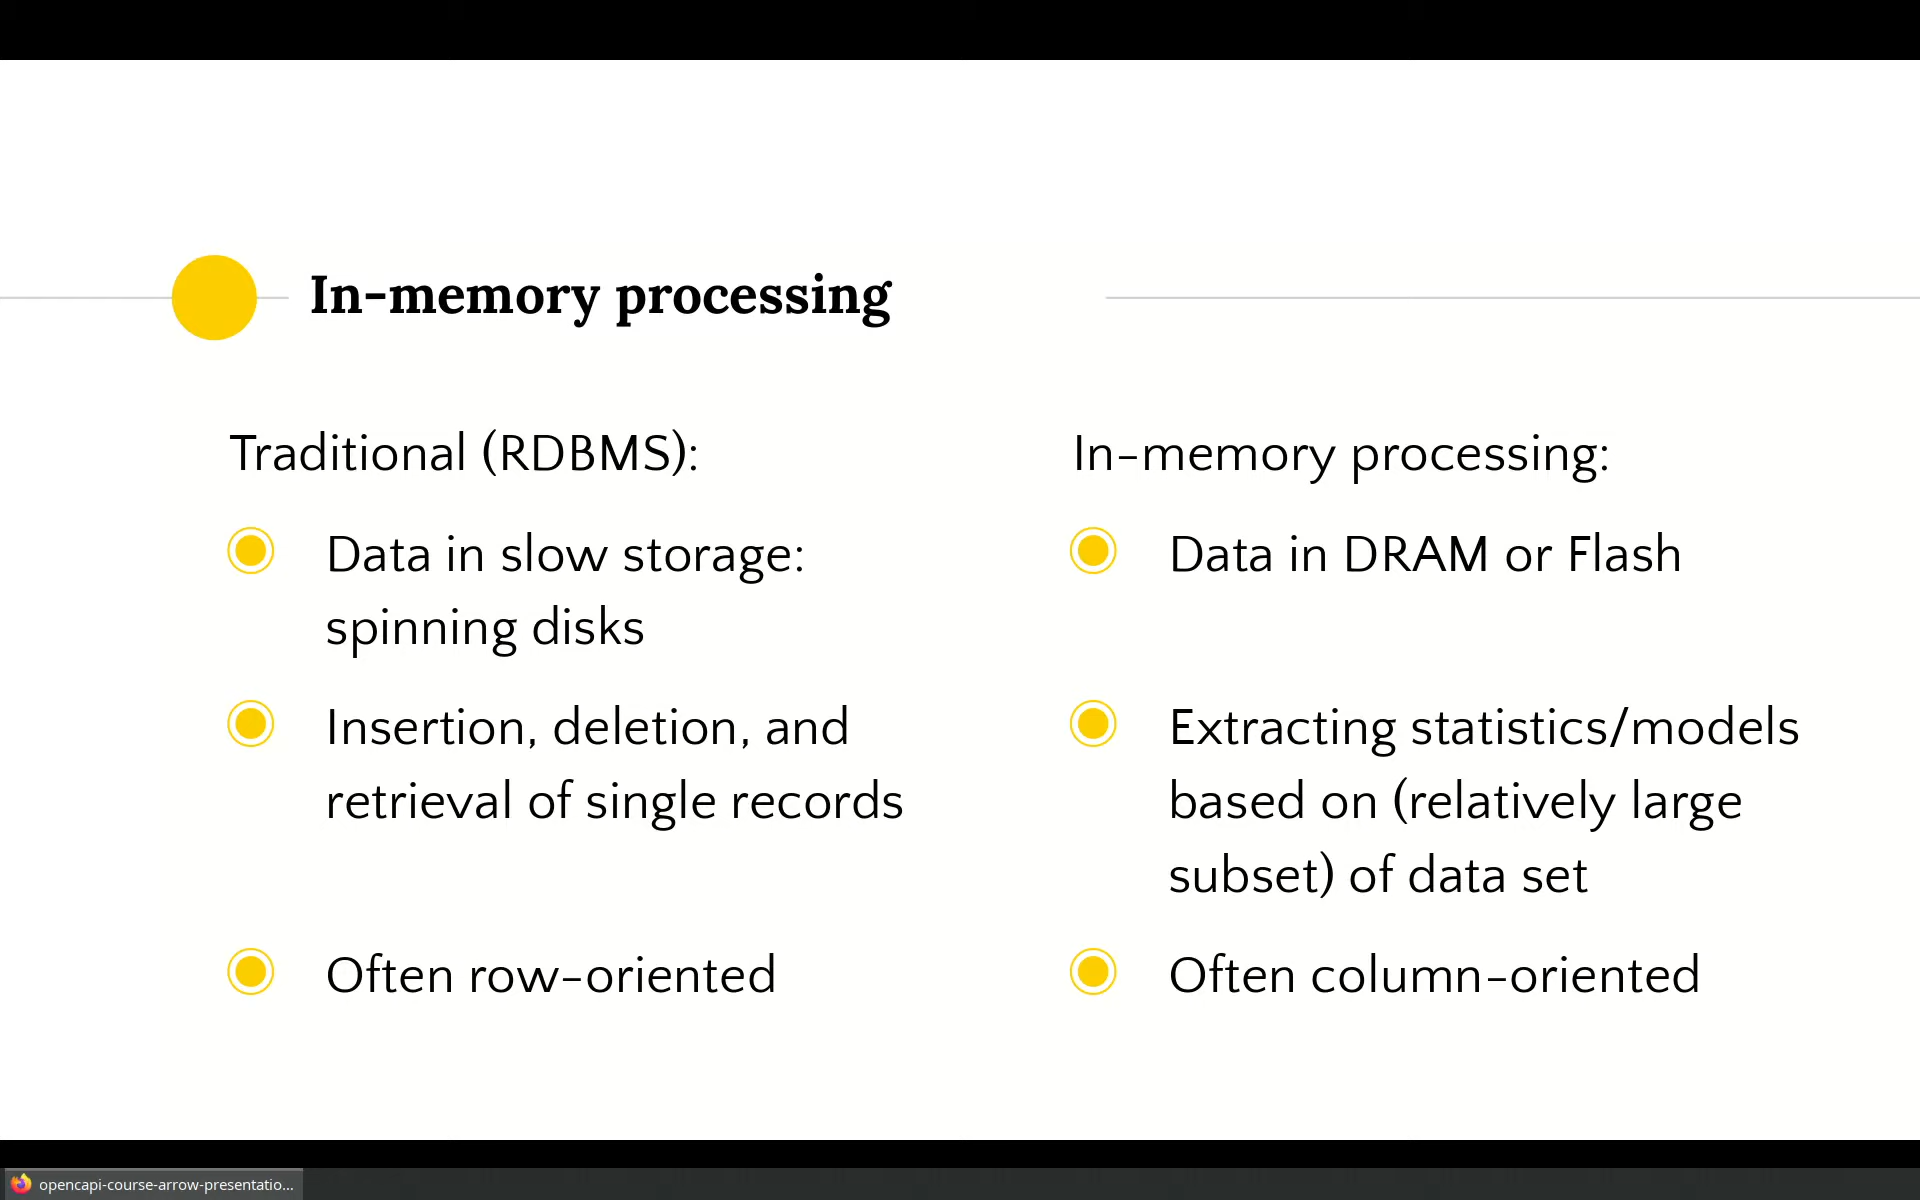 In-memory processing
Traditional (RDBMS):
Data in slow storage:
spinning disks
Insertion, deletion, and
retrieval of single records
Often row-oriented
In-memory processing:
Data in DRAM or Flash
Extracting statistics/models
based on (relatively large
subset) of data set
Often column-oriented
opencapi-course-arrow-presentatio...